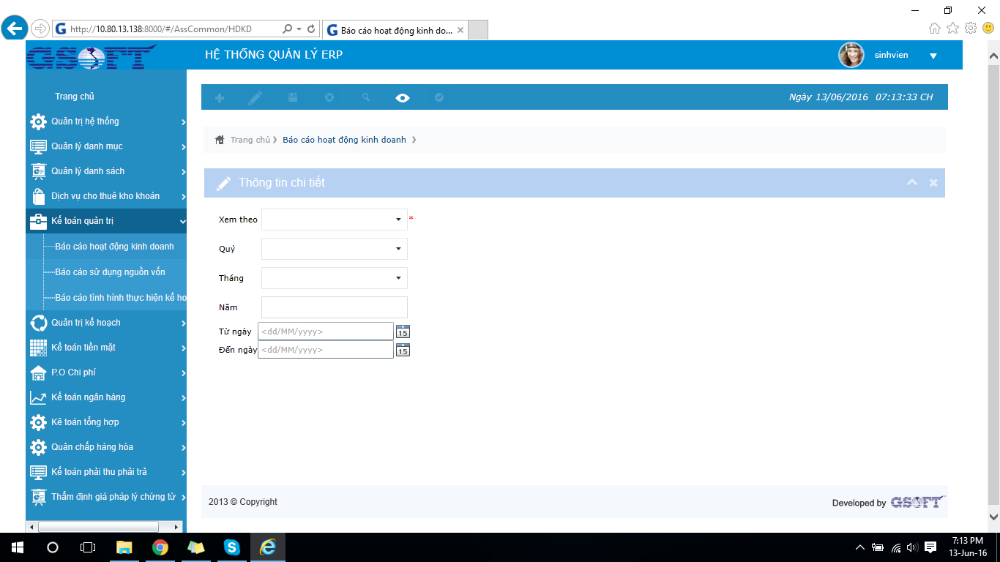 http://10.80.13.138:8000/#/AssCommon/HDKD
Báo cáo hoạt động kinh do...
GSOFT
HỆ THỐNG QUẢN LÝ ERP
sinhvien
Trang chủ
Quản trị hệ thống
Quản lý danh mục
Quản lý danh sách
Dịch vụ cho thuê kho khoán
Kế toán quản trị
Báo cáo hoạt động kinh doanh
Báo cáo sử dụng nguồn vốn
Báo cáo tình hình thực hiện kế ho
Quản trị kế hoạch
Kế toán tiền mặt
P.O Chi phí
Kế toán ngân hàng
Kê toán tổng hợp
Quản chấp hàng hóa
Kế toán phải thu phải trả
Thẩm định giá pháp lý chứng từ
Ngày 13/06/2016 07:13:33 CH
Trang chủ
Báo cáo hoạt động kinh doanh
Thông tin chi tiết
Xem theo *
Quý
Tháng
Năm
Từ ngày <dd/MM/yyyy> 15
Đến ngày <dd/MM/yyyy> 15
2013 © Copyright
Developed by GSOFT
7:13 PM
13-Jun-16